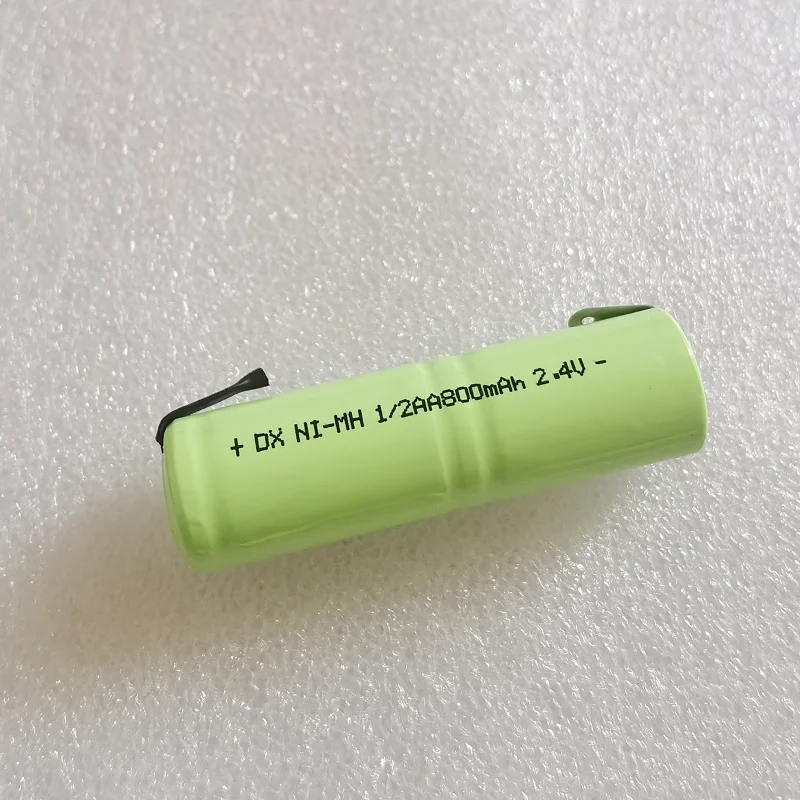 + DX NI-MH 1/2AA800mAh 2.4V -